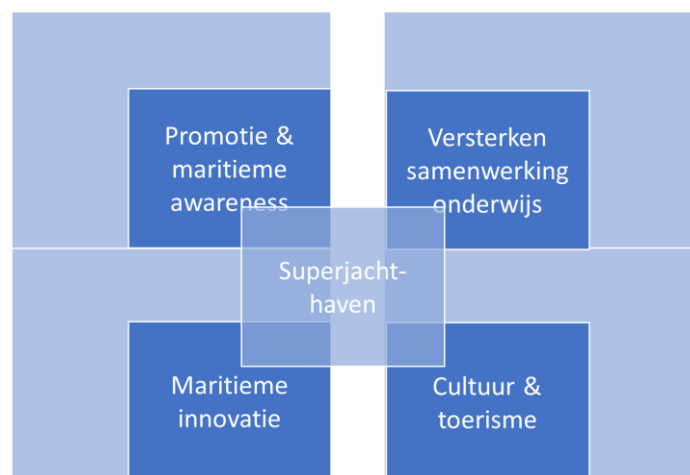 Promotie &
maritieme
awareness
Versterken
samenwerking
onderwijs
Superjacht-
haven
Maritieme
innovatie
Cultuur &
toerisme